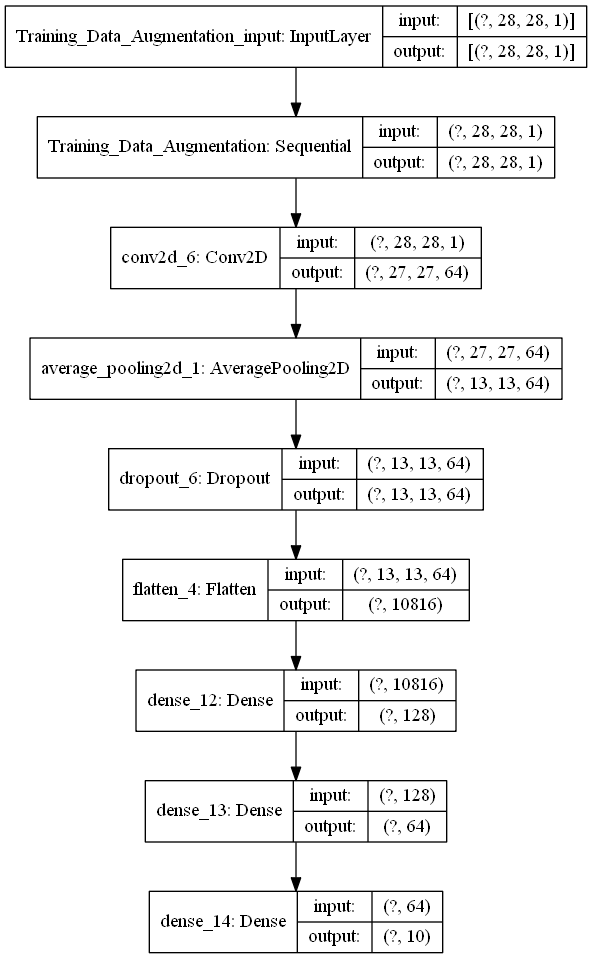 Training_Data_Augmentation_input: InputLayer
input: [(?, 28, 28, 1)]
output: [(?, 28, 28, 1)]
Training_Data_Augmentation: Sequential
input: (?, 28, 28, 1)
output: (?, 28, 28, 1)
conv2d_6: Conv2D
input: (?, 28, 28, 1)
output: (?, 27, 27, 64)
average_pooling2d_1: AveragePooling2D
input: (?, 27, 27, 64)
output: (?, 13, 13, 64)
dropout_6: Dropout
input: (?, 13, 13, 64)
output: (?, 13, 13, 64)
flatten_4: Flatten
input: (?, 13, 13, 64)
output: (?, 10816)
dense_12: Dense
input: (?, 10816)
output: (?, 128)
dense_13: Dense
input: (?, 128)
output: (?, 64)
dense_14: Dense
input: (?, 64)
output: (?, 10)